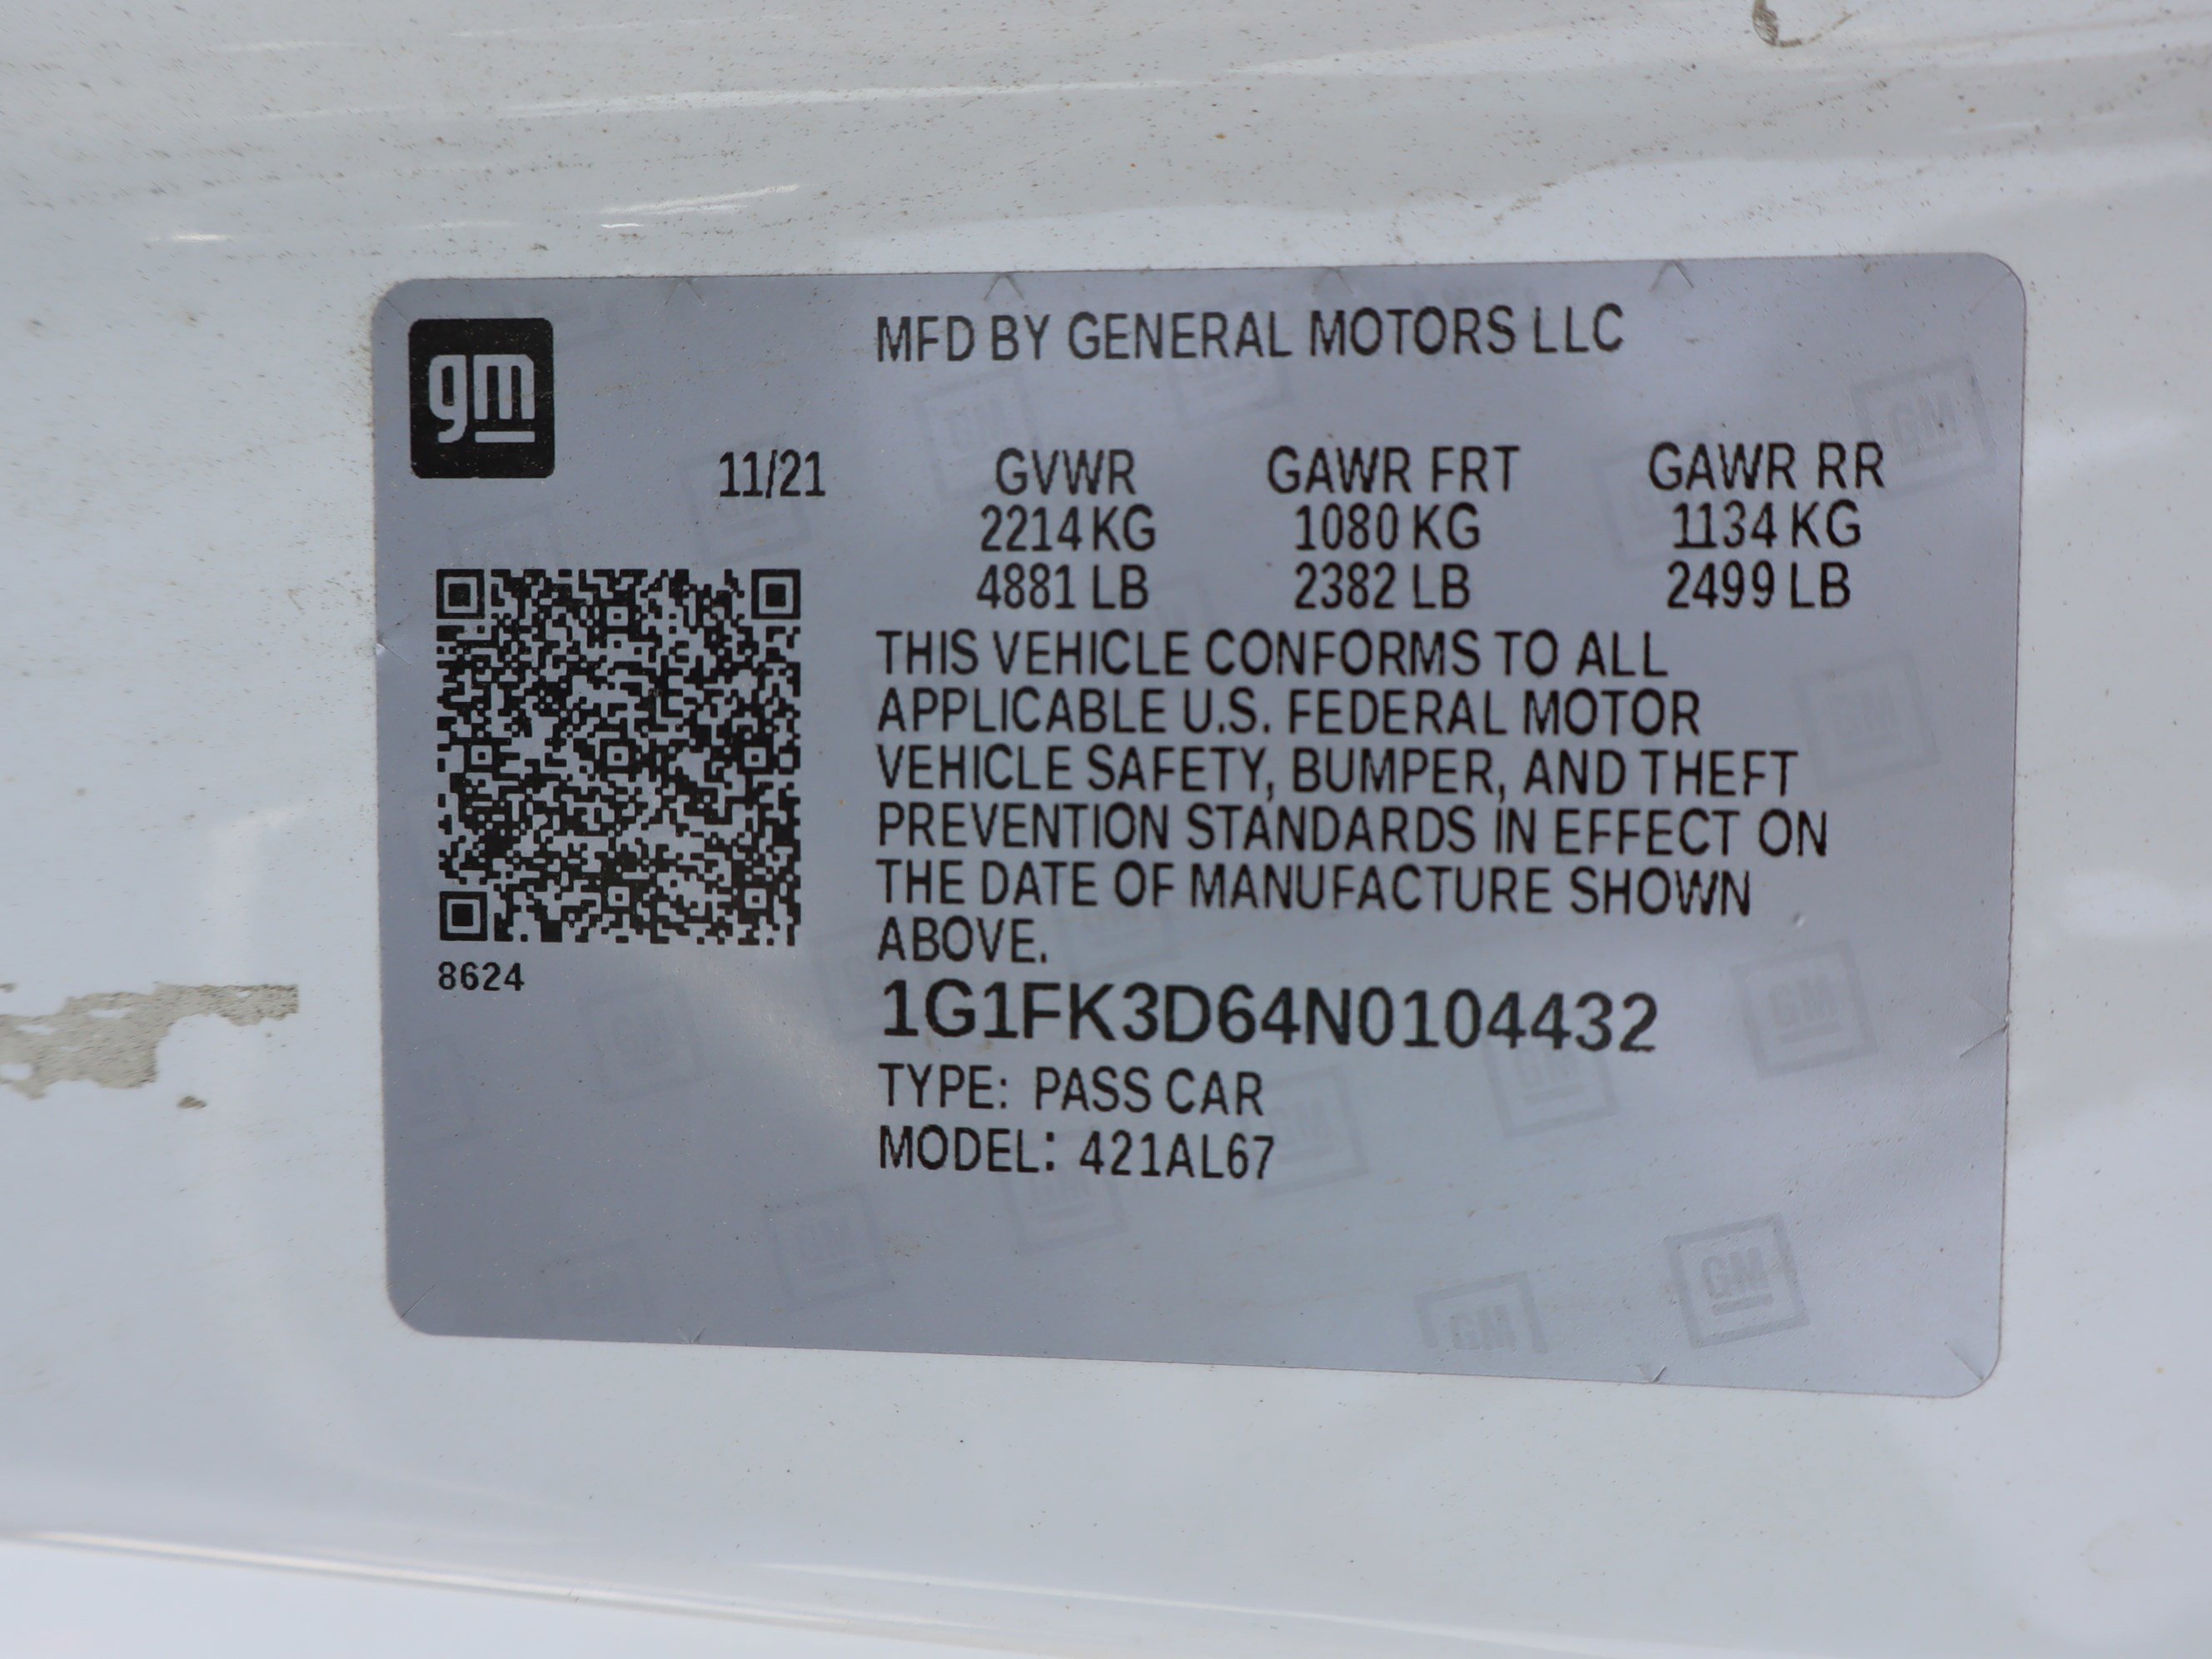 gm
MFD BY GENERAL MOTORS LLC
11/21 GVWR GAWR FRT GAWR RR
2214 KG 1080 KG 1134 KG
4881 LB 2382 LB 2499 LB
THIS VEHICLE CONFORMS TO ALL
APPLICABLE U.S. FEDERAL MOTOR
VEHICLE SAFETY, BUMPER, AND THEFT
PREVENTION STANDARDS IN EFFECT ON
THE DATE OF MANUFACTURE SHOWN
ABOVE.
8624
1G1FK3D64N0104432
TYPE: PASS CAR
MODEL: 421AL67